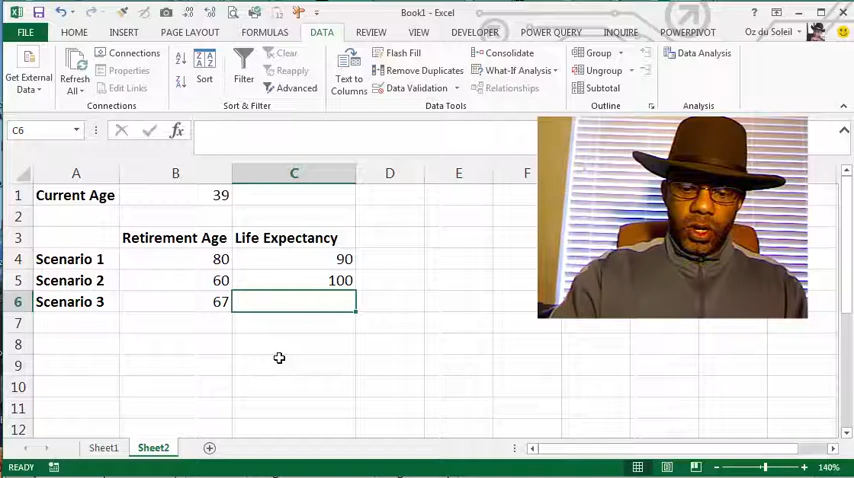 Book1 - Excel
FILE HOME INSERT PAGE LAYOUT FORMULAS DATA REVIEW VIEW DEVELOPER POWER QUERY INQUIRE POWERPIVOT Oz du Soleil
Get External Data
Refresh All
Connections
Properties
Edit Links
Connections
Sort
Filter
Clear
Reapply
Advanced
Sort & Filter
Text to Columns
Flash Fill
Remove Duplicates
Data Validation
Consolidate
What-If Analysis
Relationships
Data Tools
Group
Ungroup
Subtotal
Outline
Data Analysis
Analysis
C6
fx
A B C D E F
1 Current Age 39
2
3 Retirement Age Life Expectancy
4 Scenario 1 80 90
5 Scenario 2 60 100
6 Scenario 3 67
7
8
9
10
11
12
Sheet1 Sheet2
READY 140%